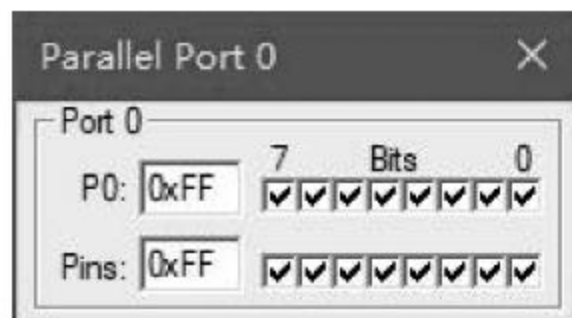 Parallel Port 0
Port 0
7 Bits 0
P0: 0xFF
Pins: 0xFF